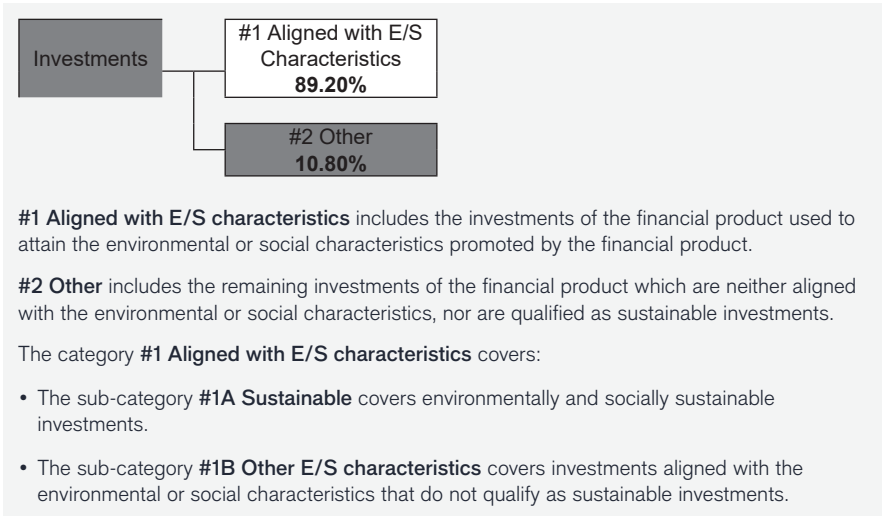 Investments
#1 Aligned with E/S
Characteristics
89.20%
#2 Other
10.80%
#1 Aligned with E/S characteristics includes the investments of the financial product used to
attain the environmental or social characteristics promoted by the financial product.
#2 Other includes the remaining investments of the financial product which are neither aligned
with the environmental or social characteristics, nor are qualified as sustainable investments.
The category #1 Aligned with E/S characteristics covers:
• The sub-category #1A Sustainable covers environmentally and socially sustainable
investments.
• The sub-category #1B Other E/S characteristics covers investments aligned with the
environmental or social characteristics that do not qualify as sustainable investments.